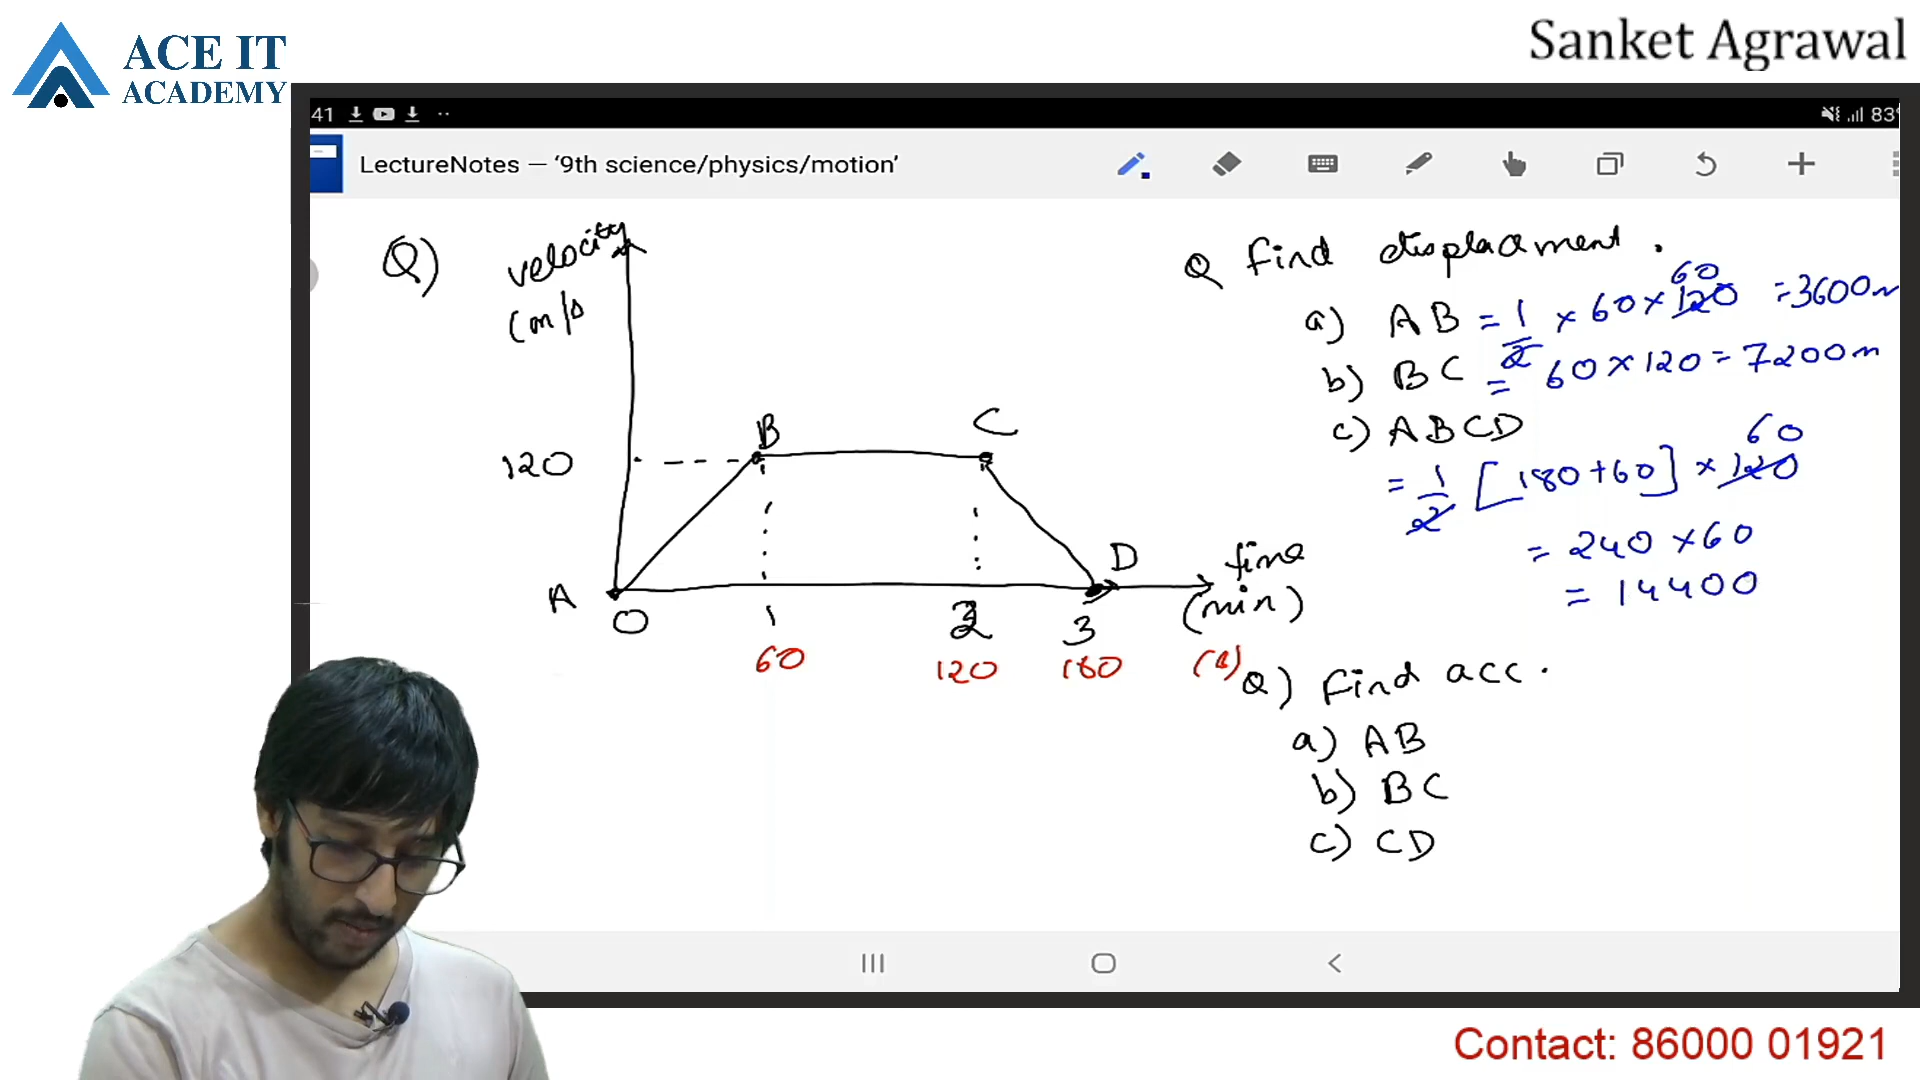 ACE IT
ACADEMY
Sanket Agrawal
41
83
LectureNotes — ‘9th science/physics/motion’
Q)
velocity
(m/s
120
A
B
C
D
0
1
2
3
time
(min)
60
120
180
(s)
Q Find displacment.
a) AB = 1/2 × 60 × 120 60 = 3600m
b) BC = 60 × 120 = 7200m
c) ABCD
= 1/2 [180+60] × 120 60
= 240 × 60
= 14400
Q) Find acc.
a) AB
b) BC
c) CD
Contact: 86000 01921